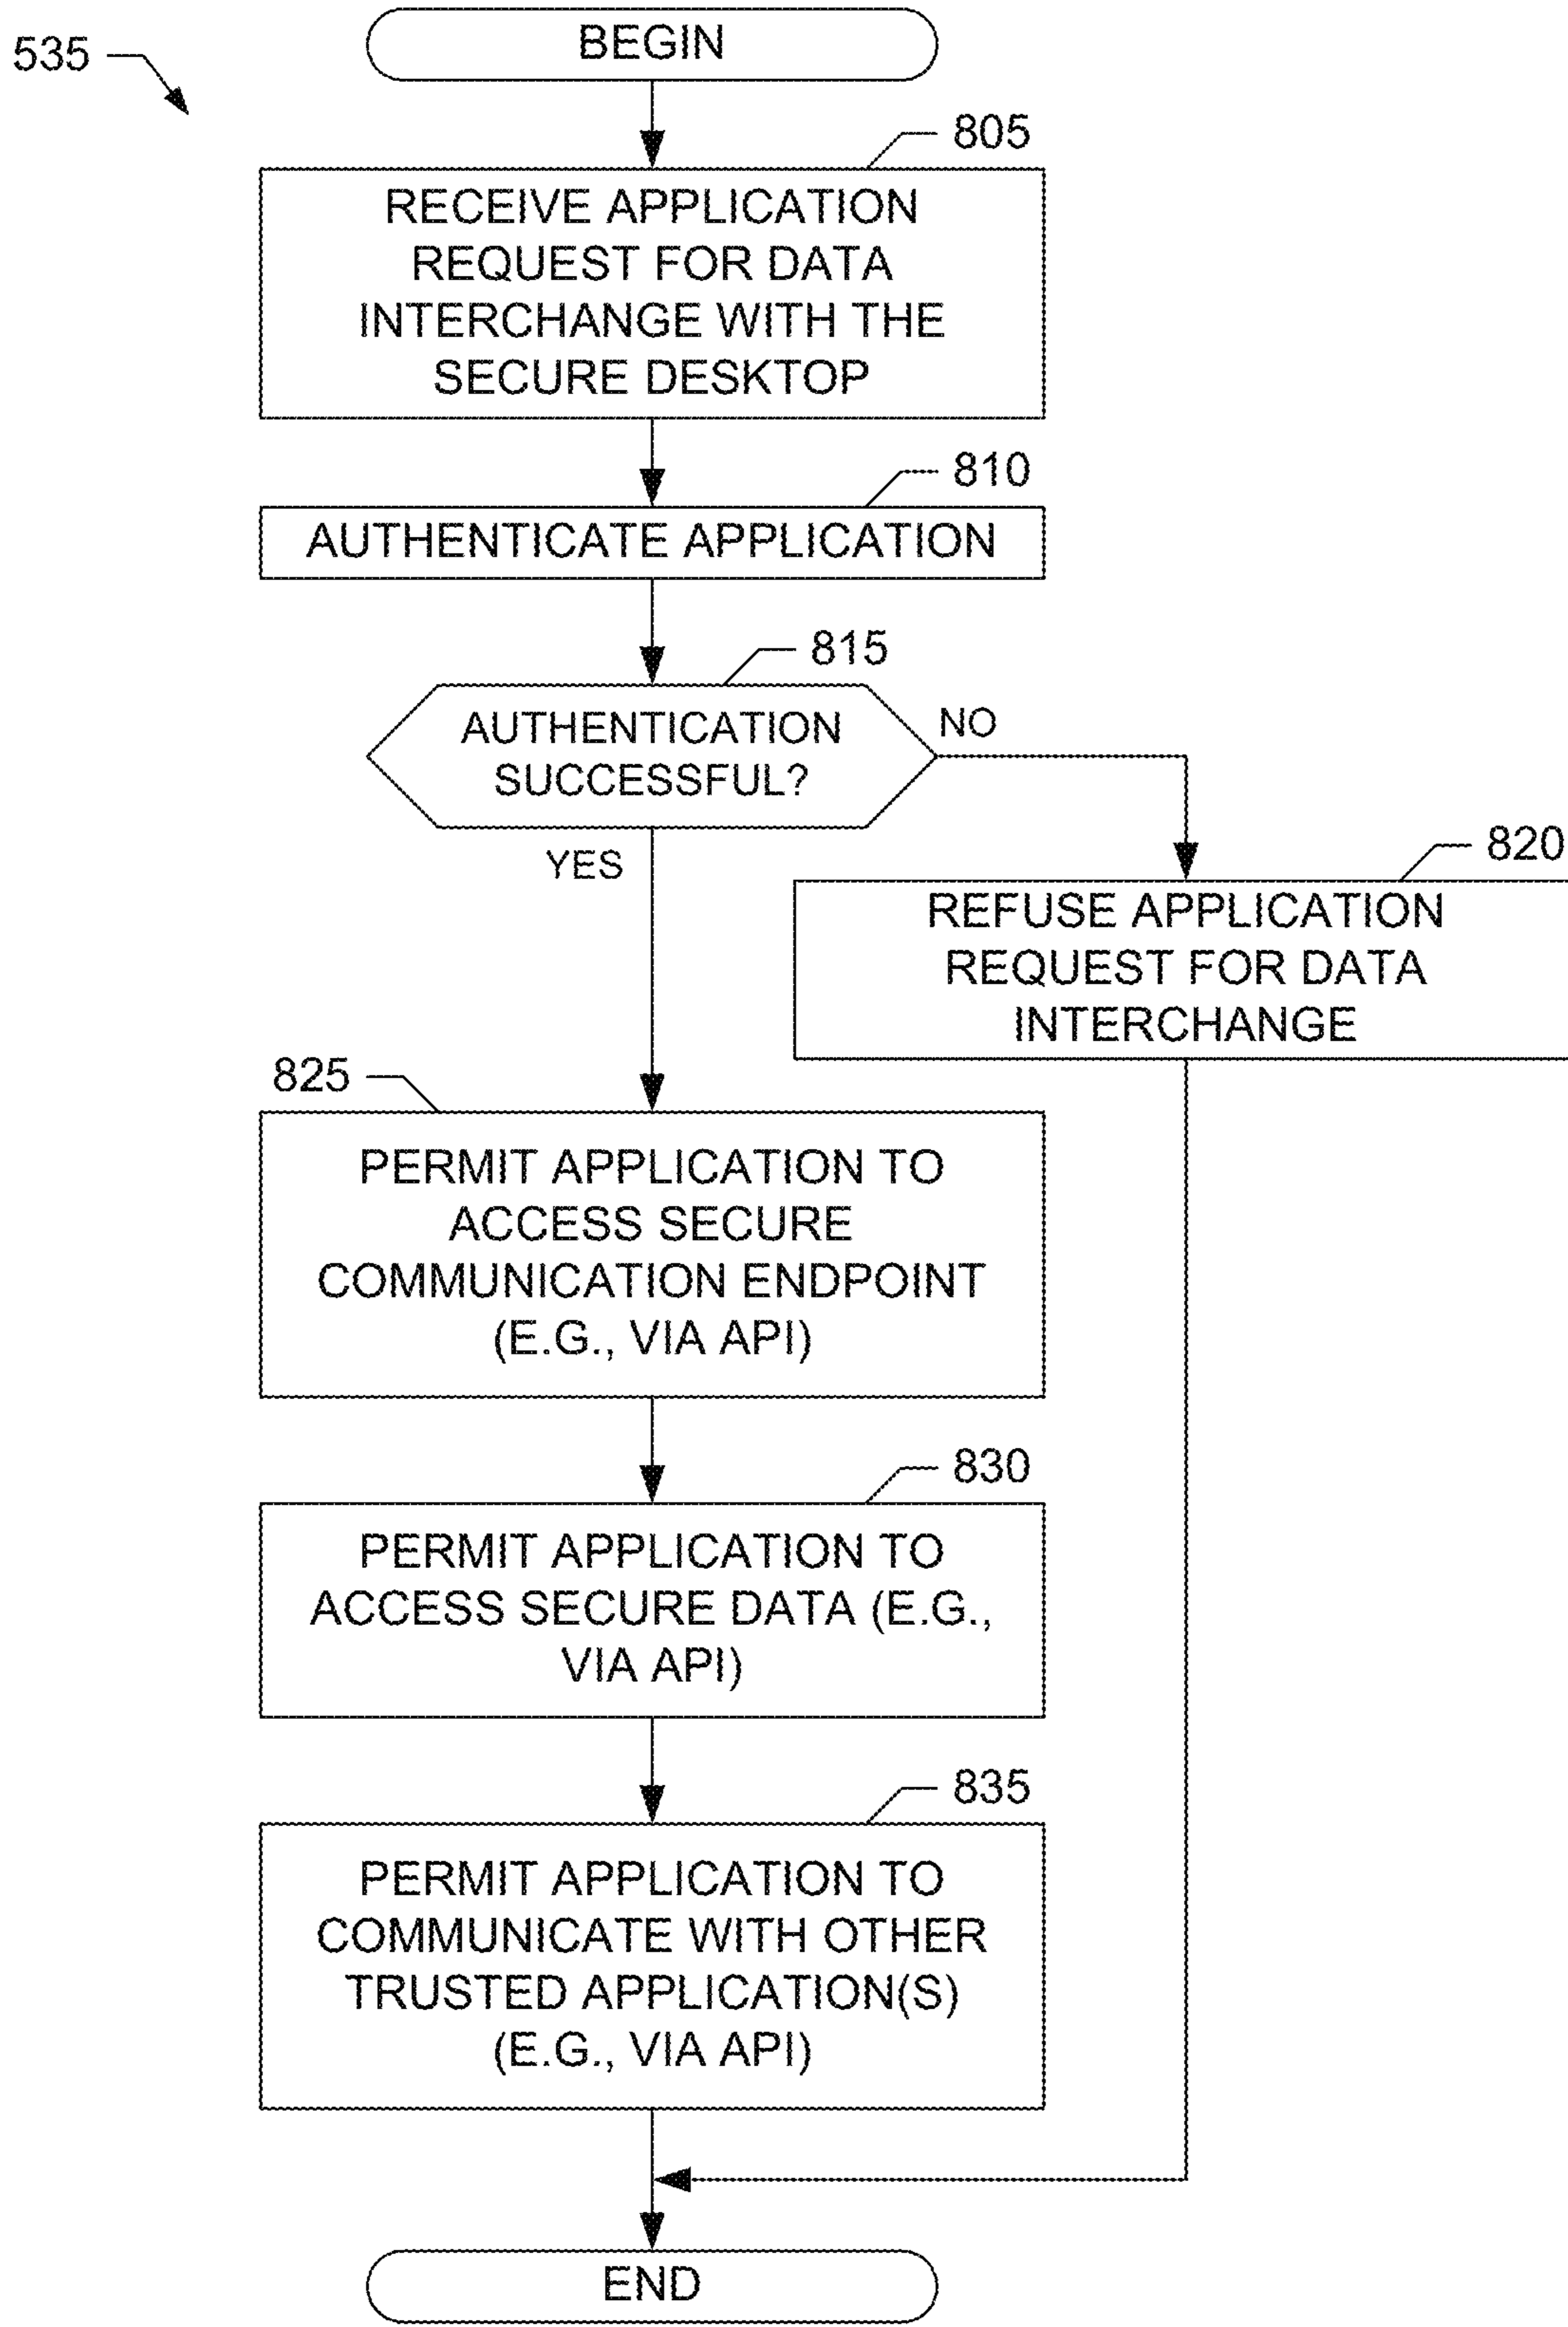 BEGIN
535
805
RECEIVE APPLICATION
REQUEST FOR DATA
INTERCHANGE WITH THE
SECURE DESKTOP
810
AUTHENTICATE APPLICATION
815
AUTHENTICATION
SUCCESSFUL?
NO
YES
820
REFUSE APPLICATION
REQUEST FOR DATA
INTERCHANGE
825
PERMIT APPLICATION TO
ACCESS SECURE
COMMUNICATION ENDPOINT
(E.G., VIA API)
830
PERMIT APPLICATION TO
ACCESS SECURE DATA (E.G.,
VIA API)
835
PERMIT APPLICATION TO
COMMUNICATE WITH OTHER
TRUSTED APPLICATION(S)
(E.G., VIA API)
END